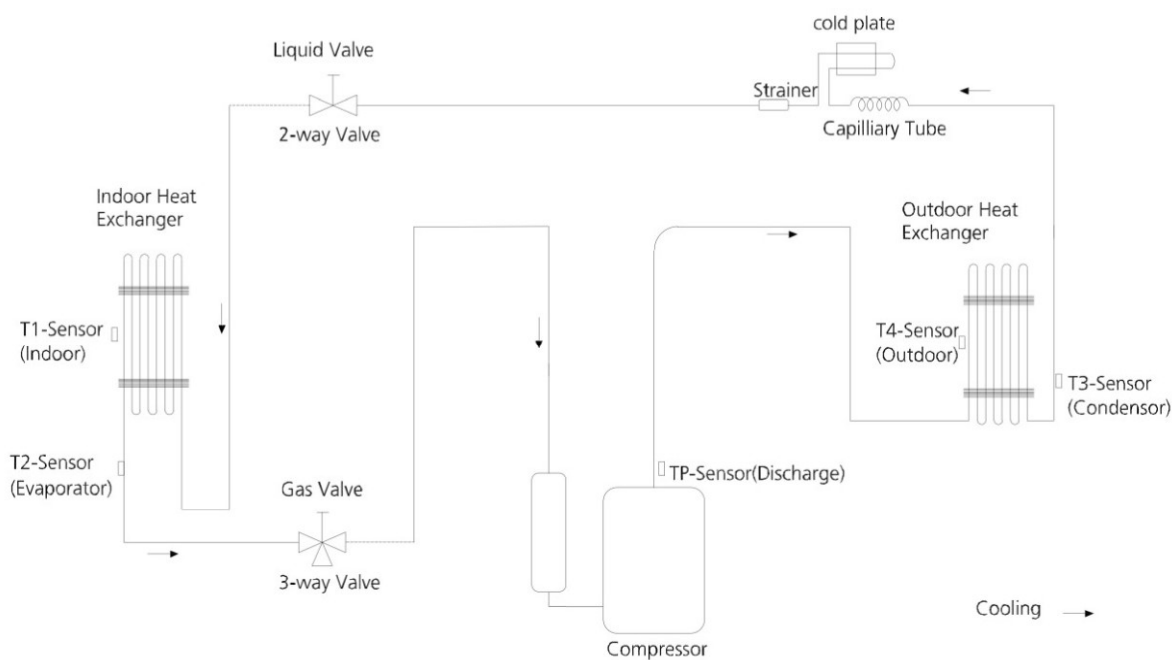 cold plate
Liquid Valve
Strainer
2-way Valve
Capilliary Tube
Indoor Heat
Exchanger
Outdoor Heat
Exchanger
T1-Sensor
(Indoor)
T4-Sensor
(Outdoor)
T3-Sensor
(Condensor)
T2-Sensor
(Evaporator)
TP-Sensor(Discharge)
Gas Valve
3-way Valve
Cooling
Compressor